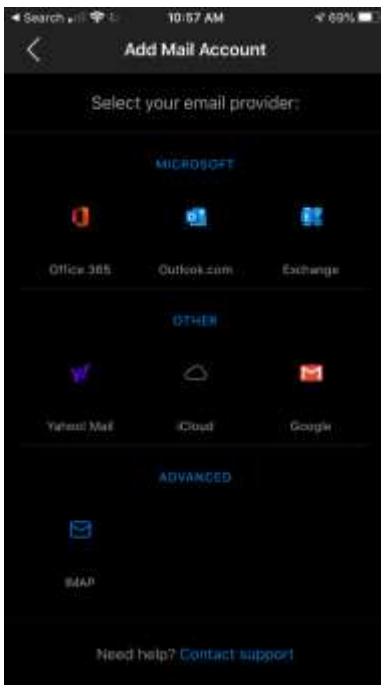 Search 10:57 AM 69%
Add Mail Account
Select your email provider:
MICROSOFT
Office 365 Outlook.com Exchange
OTHER
Yahoo! Mail iCloud Google
ADVANCED
IMAP
Need help? Contact support